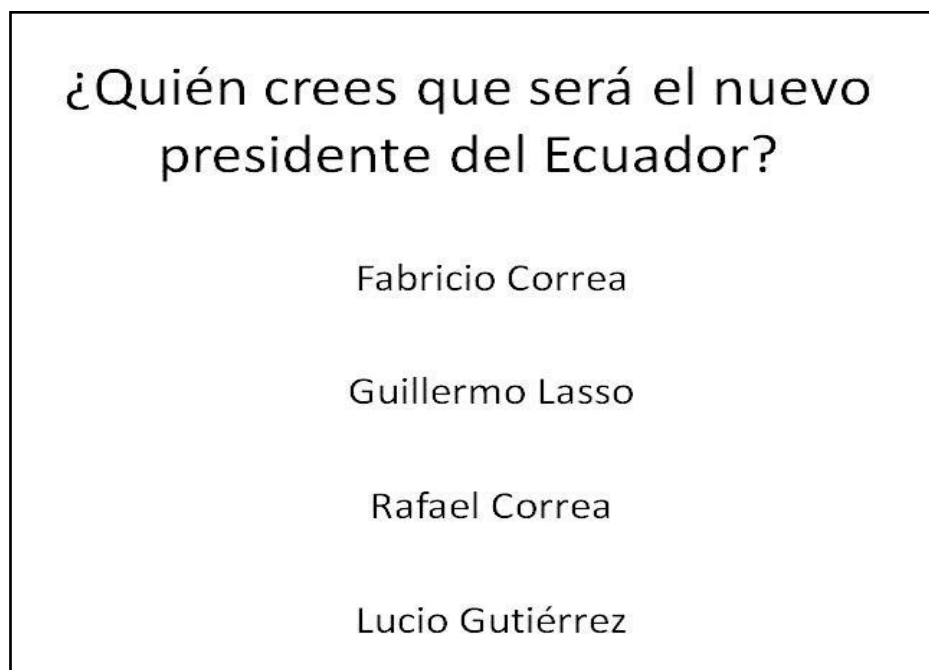 ¿Quién crees que será el nuevo
presidente del Ecuador?
Fabricio Correa
Guillermo Lasso
Rafael Correa
Lucio Gutiérrez